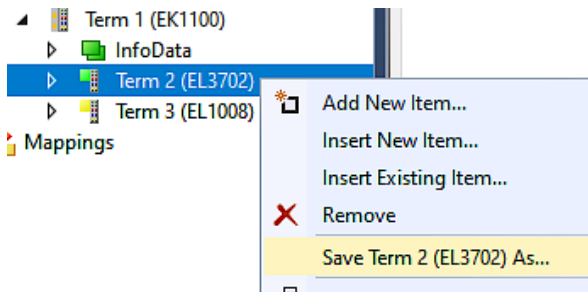 Term 1 (EK1100)
InfoData
Term 2 (EL3702)
Term 3 (EL1008)
Mappings
Add New Item...
Insert New Item...
Insert Existing Item...
Remove
Save Term 2 (EL3702) As...